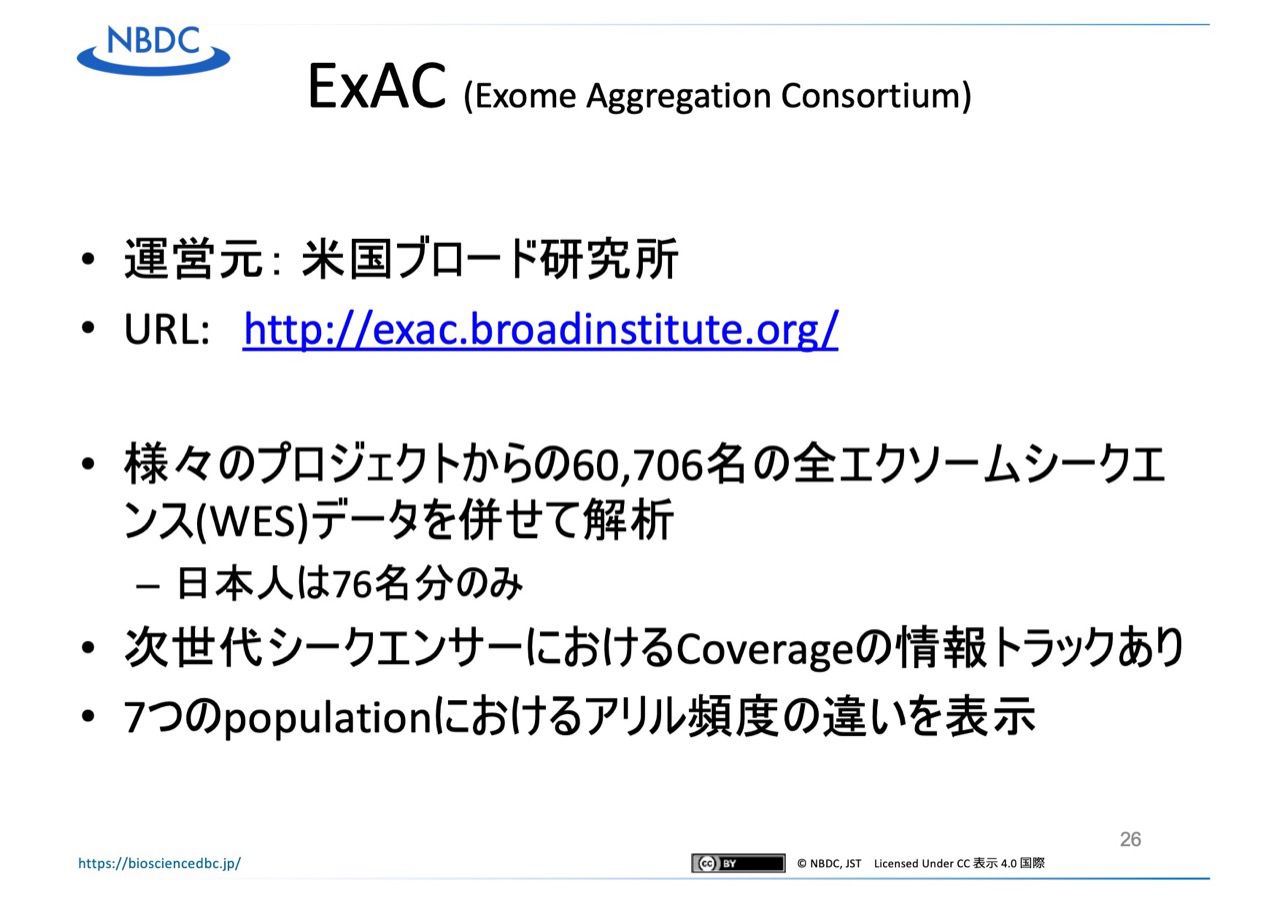 NBDC
ExAC (Exome Aggregation Consortium)
• 運営元： 米国ブロード研究所
• URL: http://exac.broadinstitute.org/
• 様々のプロジェクトからの60,706名の全エクソームシークエ
ンス(WES)データを併せて解析
– 日本人は76名分のみ
• 次世代シークエンサーにおけるCoverageの情報トラックあり
• 7つのpopulationにおけるアリル頻度の違いを表示
26
https://biosciencedbc.jp/
cc BY
© NBDC, JST Licensed Under CC 表示 4.0 国際